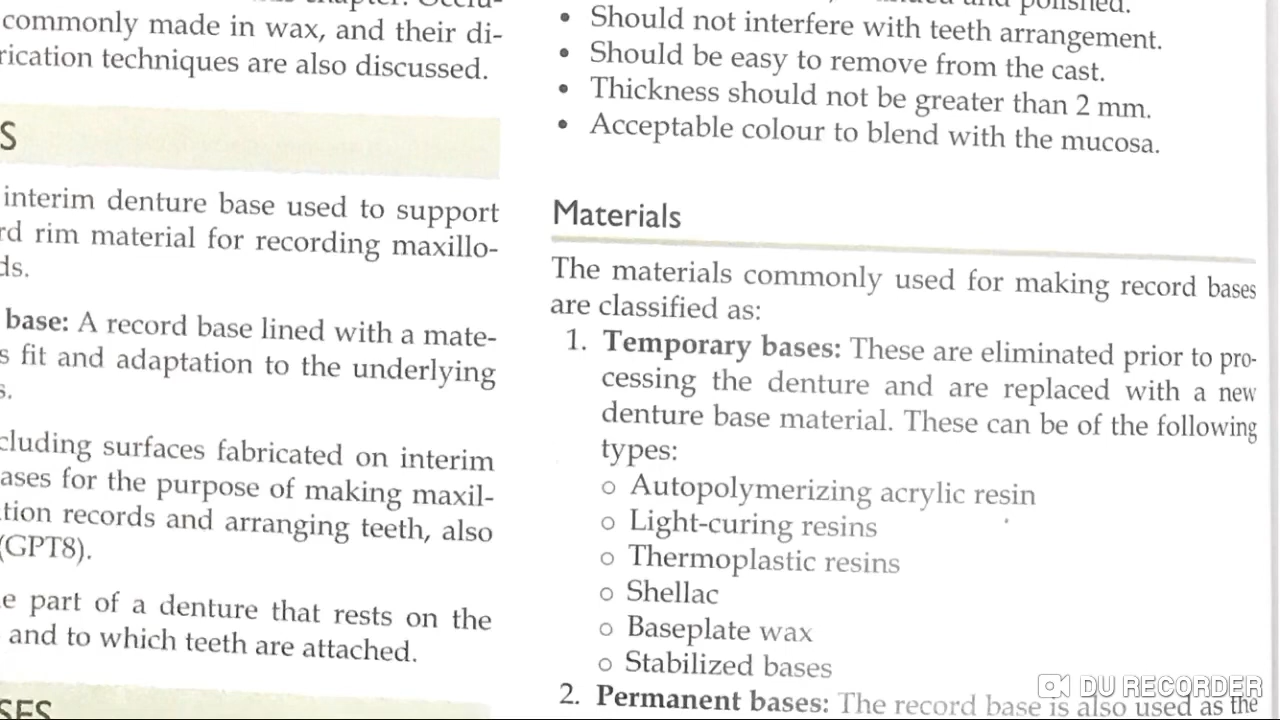 commonly made in wax, and their di-
rication techniques are also discussed.
S
interim denture base used to support
rd rim material for recording maxillo-
ds.
base: A record base lined with a mate-
s fit and adaptation to the underlying
s.
cluding surfaces fabricated on interim
ases for the purpose of making maxil-
tion records and arranging teeth, also
(GPT8).
e part of a denture that rests on the
and to which teeth are attached.
SES
and polished.
• Should not interfere with teeth arrangement.
• Should be easy to remove from the cast.
• Thickness should not be greater than 2 mm.
• Acceptable colour to blend with the mucosa.
Materials
The materials commonly used for making record bases
are classified as:
1. Temporary bases: These are eliminated prior to pro-
cessing the denture and are replaced with a new
denture base material. These can be of the following
types:
o Autopolymerizing acrylic resin
o Light-curing resins
o Thermoplastic resins
o Shellac
o Baseplate wax
o Stabilized bases
2. Permanent bases: The record base is also used as the
DU RECORDER